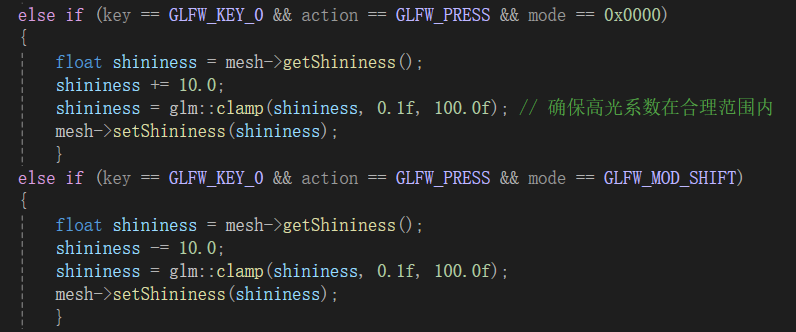 else if (key == GLFW_KEY_0 && action == GLFW_PRESS && mode == 0x0000)
{
float shininess = mesh->getShininess();
shininess += 10.0;
shininess = glm::clamp(shininess, 0.1f, 100.0f); // 确保高光系数在合理范围内
mesh->setShininess(shininess);
}
else if (key == GLFW_KEY_0 && action == GLFW_PRESS && mode == GLFW_MOD_SHIFT)
{
float shininess = mesh->getShininess();
shininess -= 10.0;
shininess = glm::clamp(shininess, 0.1f, 100.0f);
mesh->setShininess(shininess);
}